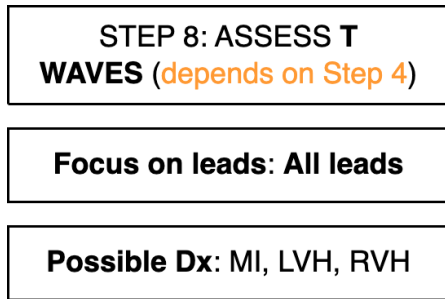 STEP 8: ASSESS T
WAVES (depends on Step 4)
Focus on leads: All leads
Possible Dx: MI, LVH, RVH